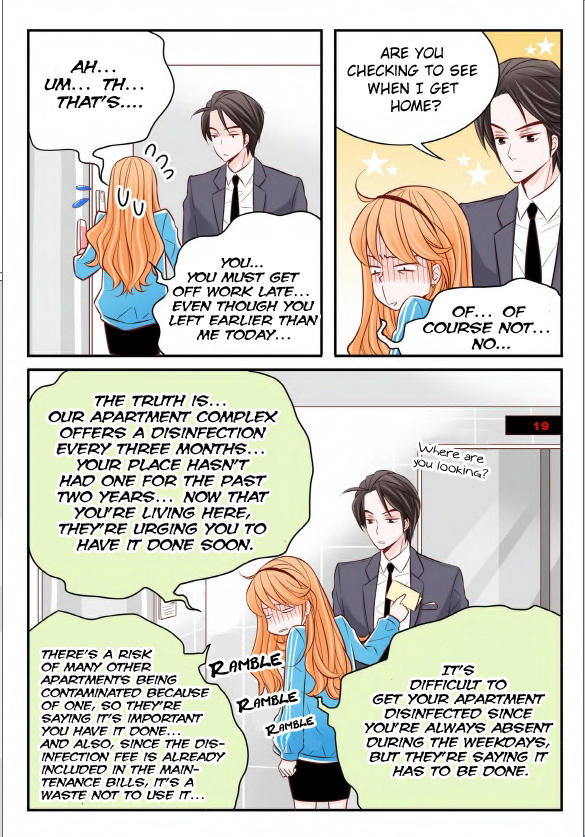 AH...
UM... TH...
THAT'S....
YOU...
YOU MUST GET
OFF WORK LATE...
EVEN THOUGH YOU
LEFT EARLIER THAN
ME TODAY...
ARE YOU
CHECKING TO SEE
WHEN I GET
HOME?
OF... OF
COURSE NOT...
NO...
THE TRUTH IS...
OUR APARTMENT COMPLEX
OFFERS A DISINFECTION
EVERY THREE MONTHS...
YOUR PLACE HASN'T
HAD ONE FOR THE PAST
TWO YEARS... NOW THAT
YOU'RE LIVING HERE,
THEY'RE URGING YOU TO
HAVE IT DONE SOON.
19
Where are
you looking?
THERE'S A RISK
OF MANY OTHER
APARTMENTS BEING
CONTAMINATED BECAUSE
OF ONE, SO THEY'RE
SAYING IT'S IMPORTANT
YOU HAVE IT DONE...
AND ALSO, SINCE THE DIS-
INFECTION FEE IS ALREADY
INCLUDED IN THE MAIN-
TENANCE BILLS, IT'S A
WASTE NOT TO USE IT...
RAMBLE
RAMBLE
RAMBLE
IT'S
DIFFICULT TO
GET YOUR APARTMENT
DISINFECTED SINCE
YOU'RE ALWAYS ABSENT
DURING THE WEEKDAYS,
BUT THEY'RE SAYING IT
HAS TO BE DONE.